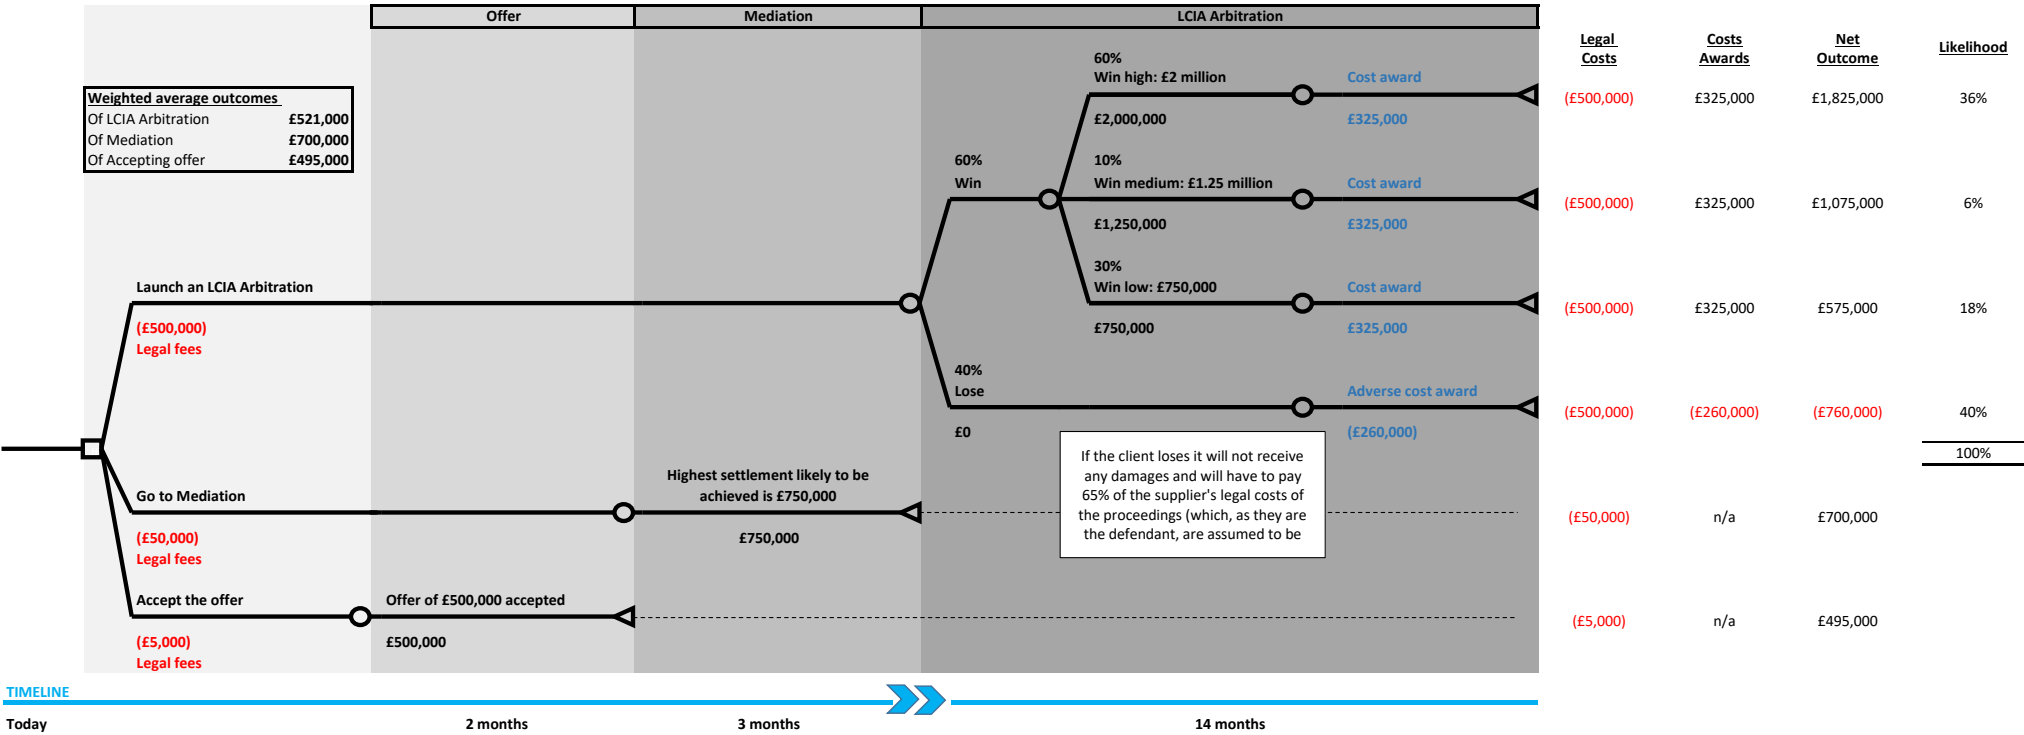 Offer
Mediation
LCIA Arbitration
Legal
Costs
Costs
Awards
Net
Outcome
Likelihood
Weighted average outcomes
Of LCIA Arbitration £521,000
Of Mediation £700,000
Of Accepting offer £495,000
60%
Win high: £2 million
Cost award
£2,000,000
£325,000
(£500,000) £325,000 £1,825,000 36%
60%
Win
10%
Win medium: £1.25 million
Cost award
£1,250,000
£325,000
(£500,000) £325,000 £1,075,000 6%
30%
Win low: £750,000
Cost award
£750,000
£325,000
(£500,000) £325,000 £575,000 18%
Launch an LCIA Arbitration
(£500,000)
Legal fees
40%
Lose
Adverse cost award
£0
(£260,000)
(£500,000) (£260,000) (£760,000) 40%
100%
If the client loses it will not receive
any damages and will have to pay
65% of the supplier's legal costs of
the proceedings (which, as they are
the defendant, are assumed to be
Go to Mediation
(£50,000)
Legal fees
Highest settlement likely to be
achieved is £750,000
£750,000
(£50,000) n/a £700,000
Accept the offer
(£5,000)
Legal fees
Offer of £500,000 accepted
£500,000
(£5,000) n/a £495,000
TIMELINE
Today 2 months 3 months 14 months